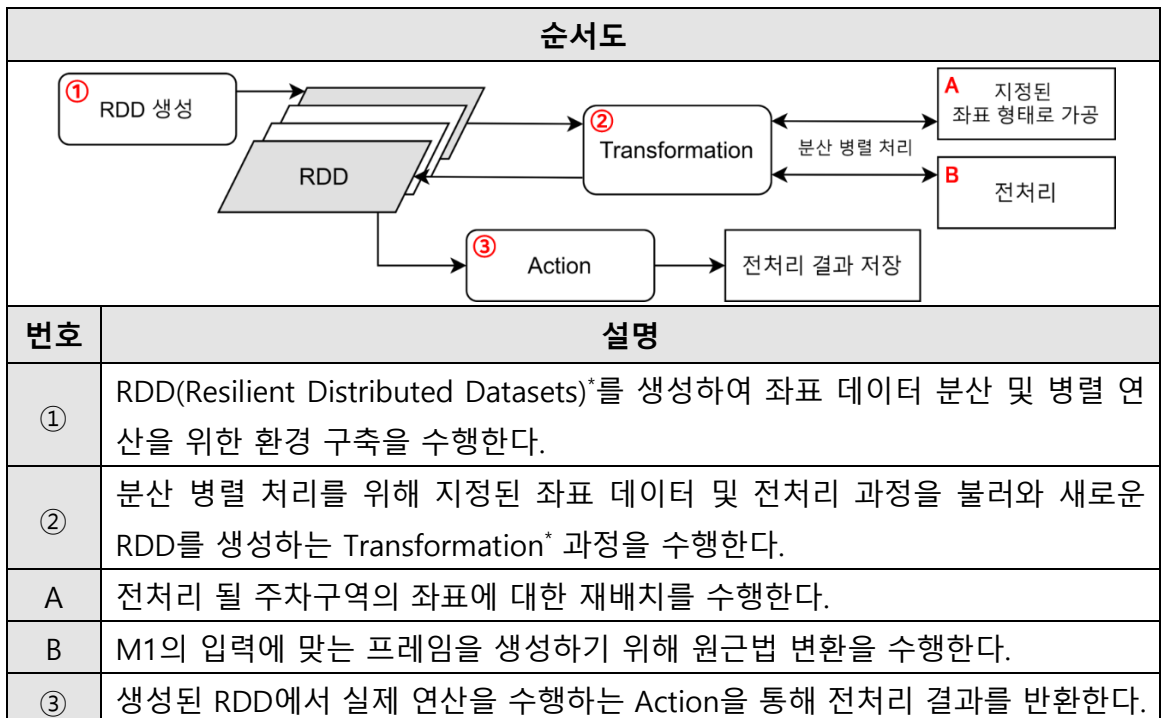 순서도
① RDD 생성
RDD
②
Transformation
분산 병렬 처리
A 지정된
좌표 형태로 가공
B 전처리
③ Action
전처리 결과 저장
번호 설명
① RDD(Resilient Distributed Datasets)*를 생성하여 좌표 데이터 분산 및 병렬 연
산을 위한 환경 구축을 수행한다.
② 분산 병렬 처리를 위해 지정된 좌표 데이터 및 전처리 과정을 불러와 새로운
RDD를 생성하는 Transformation* 과정을 수행한다.
A 전처리 될 주차구역의 좌표에 대한 재배치를 수행한다.
B M1의 입력에 맞는 프레임을 생성하기 위해 원근법 변환을 수행한다.
③ 생성된 RDD에서 실제 연산을 수행하는 Action을 통해 전처리 결과를 반환한다.